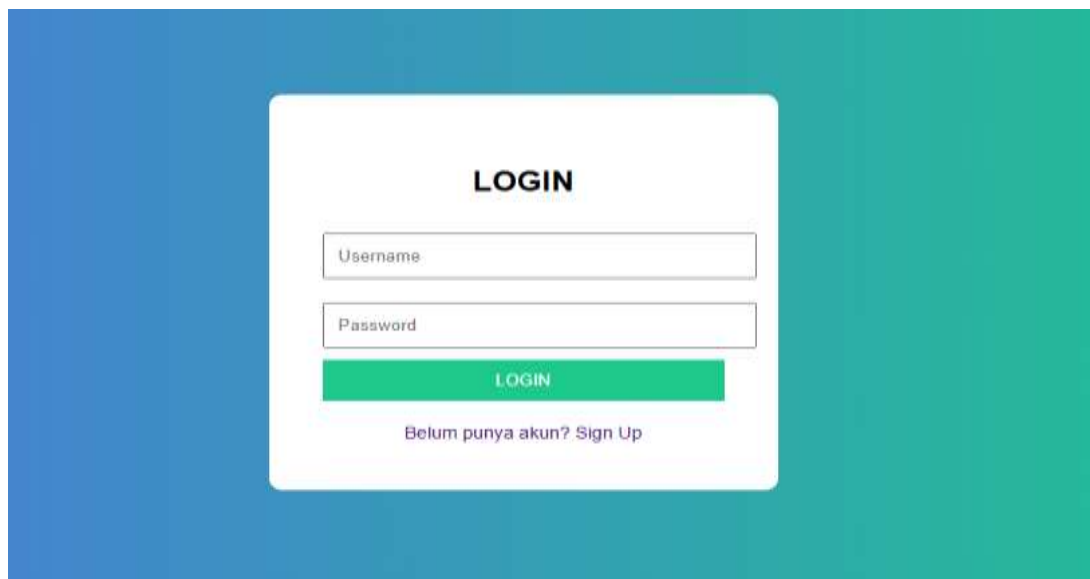 LOGIN
Username
Password
LOGIN
Belum punya akun? Sign Up